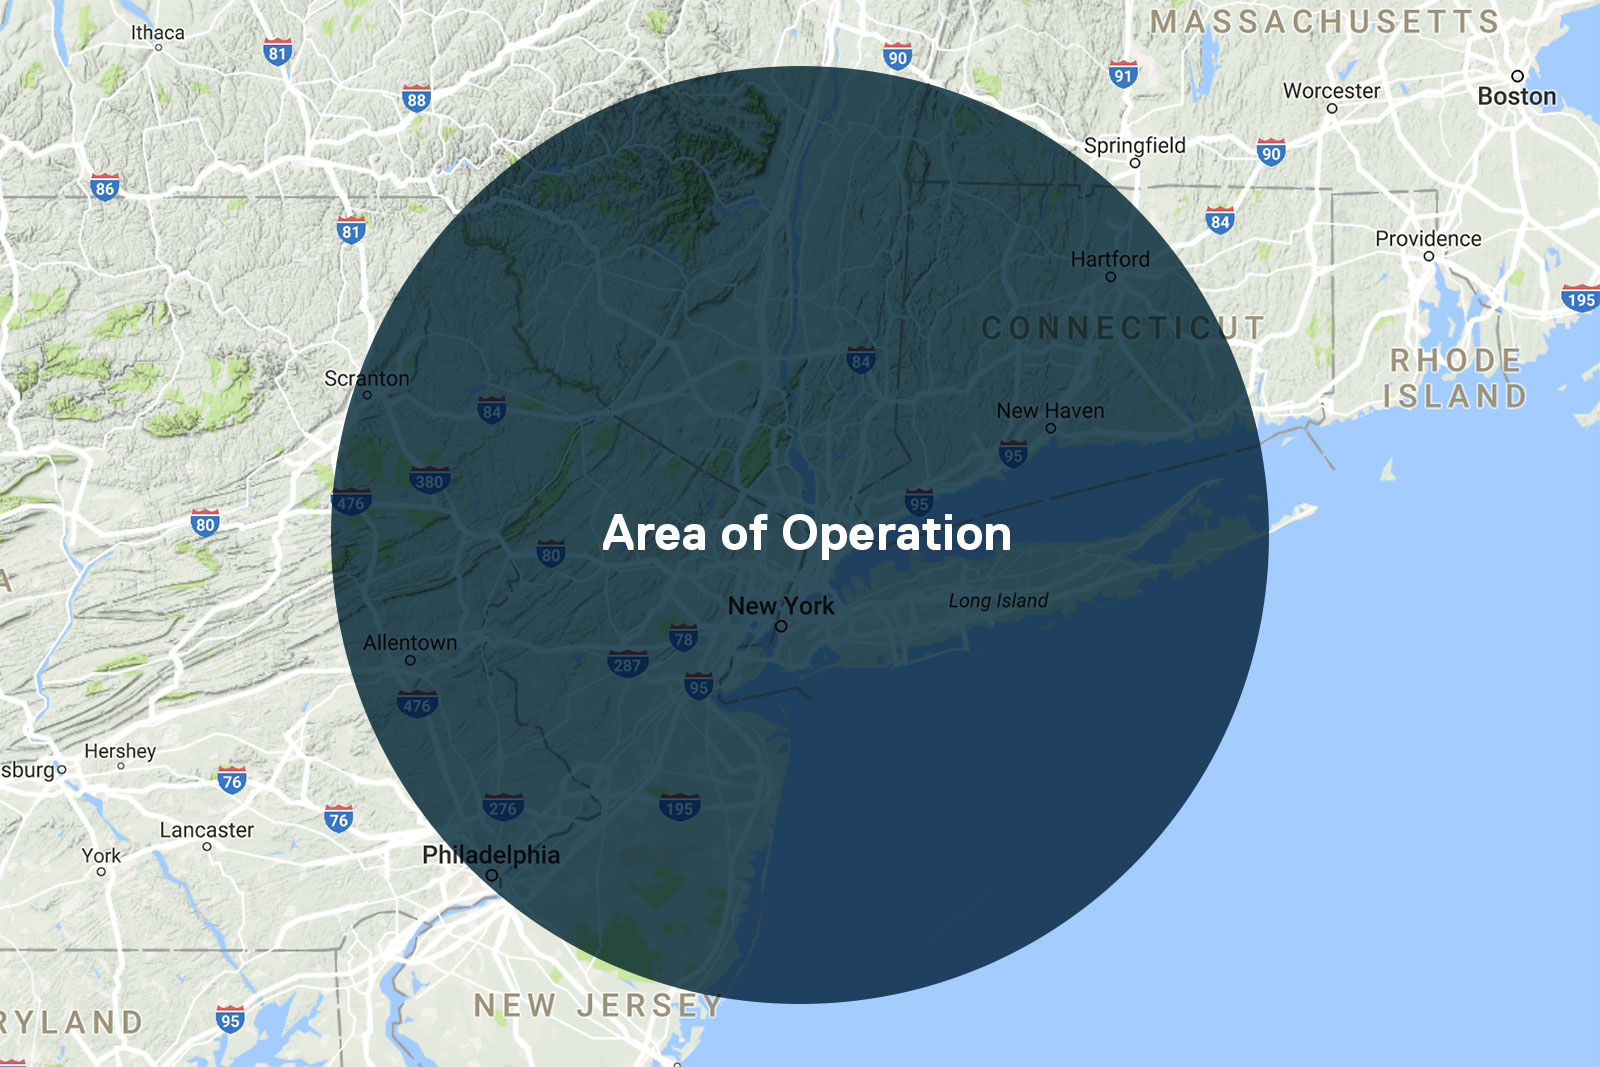 MASSACHUSETTS
Ithaca
81
90
91
88
Worcester
Boston
Springfield
90
86
84
81
Providence
Hartford
195
CONNECTICUT
84
RHODE
ISLAND
Scranton
84
New Haven
95
380
476
95
80
Area of Operation
80
New York
Long Island
78
Allentown
287
95
476
Hershey
sburg
76
276
195
76
Lancaster
York
Philadelphia
NEW JERSEY
RYLAND
95
A